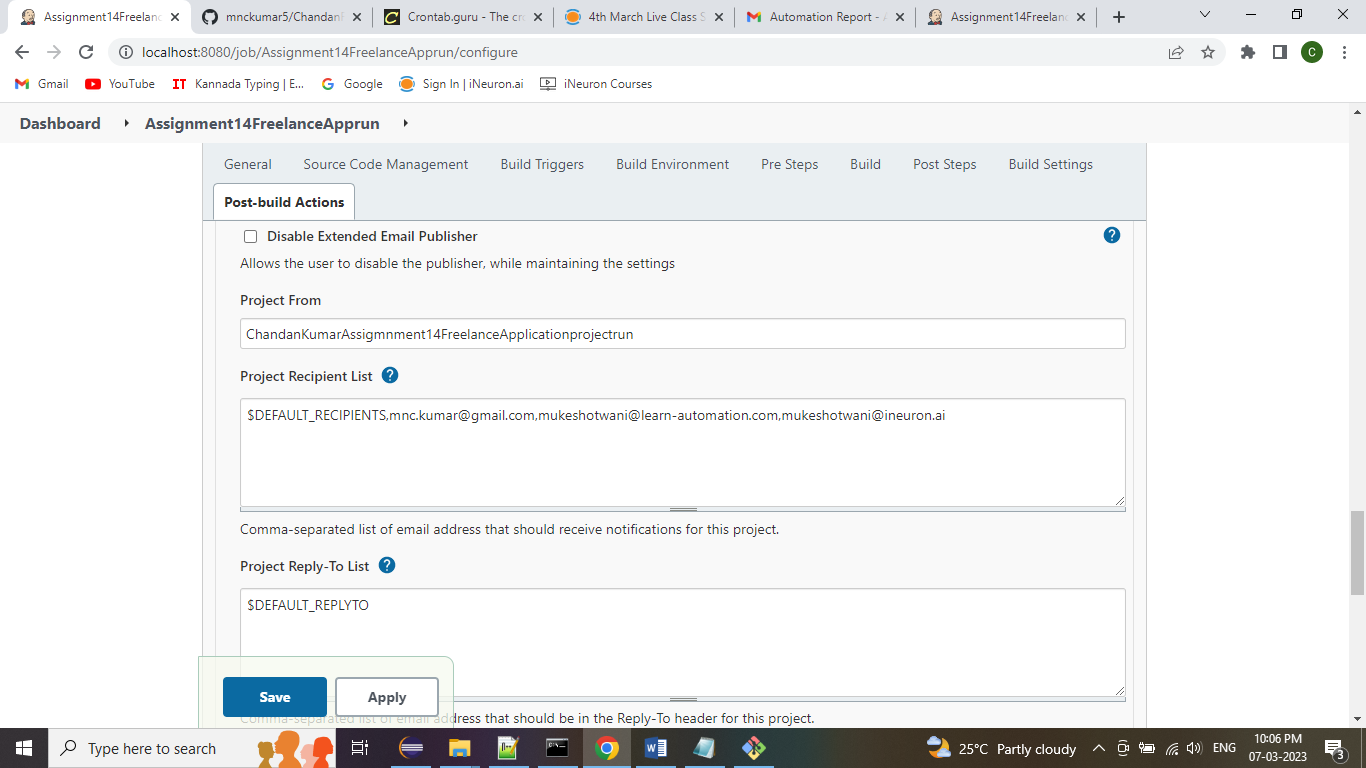 Assignment14Freelanc
mnckumar5/Chandan
Crontab.guru - The cr
4th March Live Class S
Automation Report -
Assignment14Freelan
localhost:8080/job/Assignment14FreelanceApprun/configure
C
Gmail
YouTube
IT Kannada Typing | E...
Google
Sign In | iNeuron.ai
iNeuron Courses
Dashboard
Assignment14FreelanceApprun
General
Source Code Management
Build Triggers
Build Environment
Pre Steps
Build
Post Steps
Build Settings
Post-build Actions
Disable Extended Email Publisher
?
Allows the user to disable the publisher, while maintaining the settings
Project From
ChandanKumarAssigmnment14FreelanceApplicationprojectrun
Project Recipient List ?
$DEFAULT_RECIPIENTS,mnc.kumar@gmail.com,mukeshotwani@learn-automation.com,mukeshotwani@ineuron.ai
Comma-separated list of email address that should receive notifications for this project.
Project Reply-To List ?
$DEFAULT_REPLYTO
Save
Apply
Comma-separated list of email address that should be in the Reply-To header for this project.
Type here to search
25°C Partly cloudy
ENG
10:06 PM
07-03-2023
3